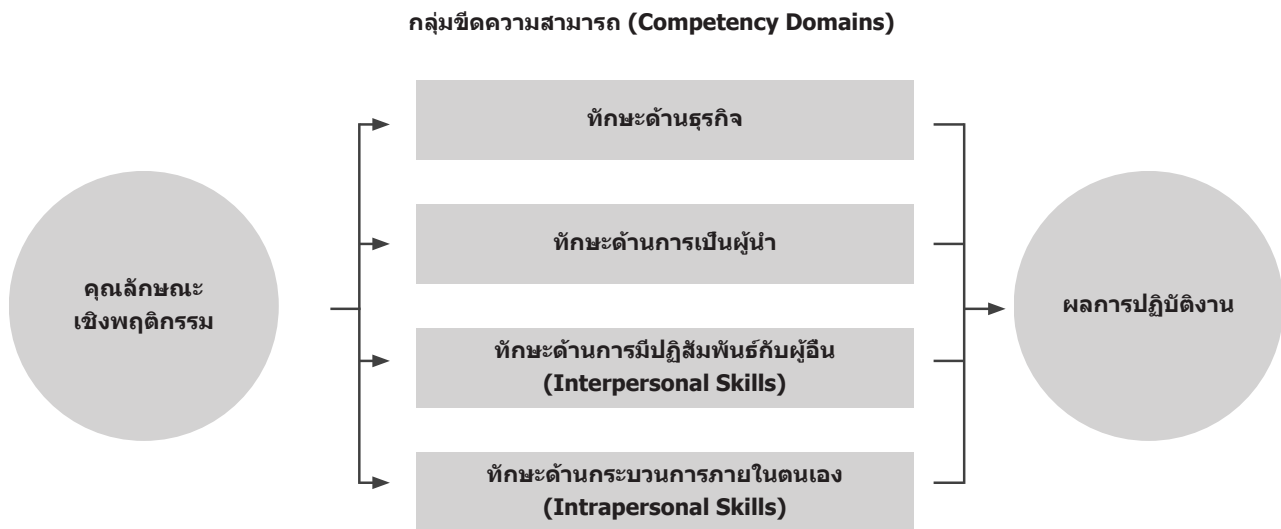 กลุ่มขีดความสามารถ (Competency Domains)
ทักษะด้านธุรกิจ
ทักษะด้านการเป็นผู้นำ
คุณลักษณะ
เชิงพฤติกรรม
ผลการปฏิบัติงาน
ทักษะด้านการมีปฏิสัมพันธ์กับผู้อื่น
(Interpersonal Skills)
ทักษะด้านกระบวนการภายในตนเอง
(Intrapersonal Skills)